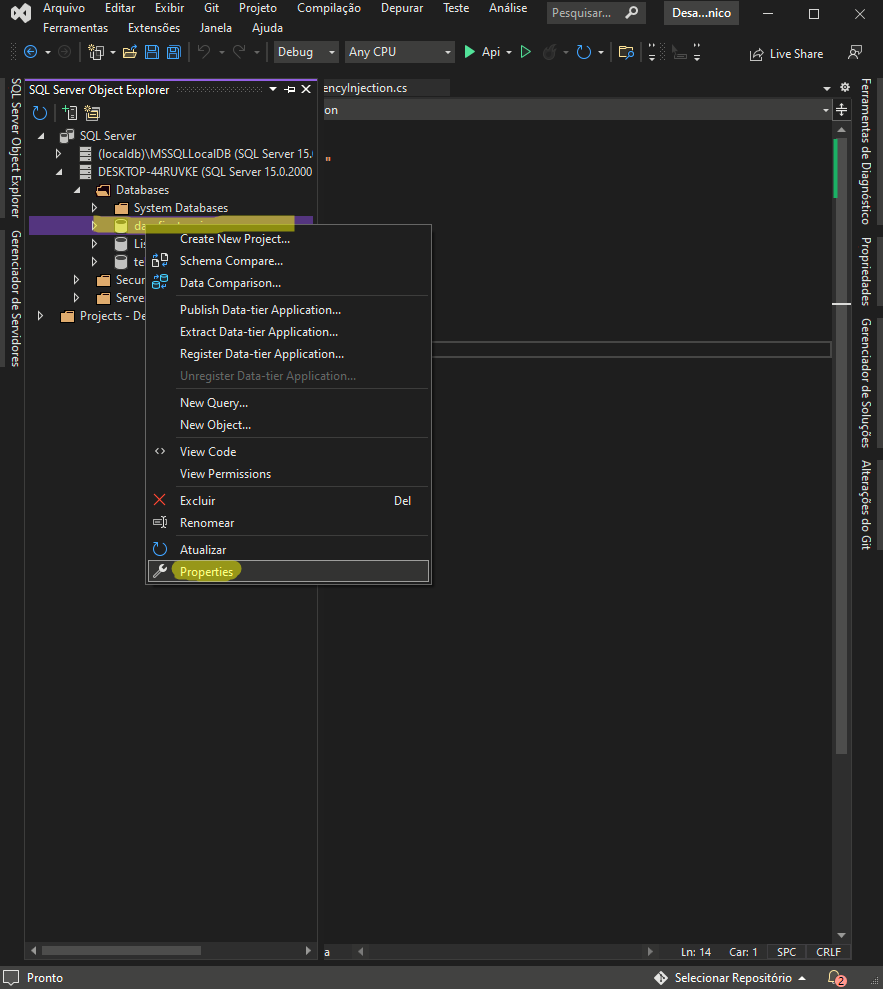 Arquivo Editar Exibir Git Projeto Compilação Depurar Teste Análise Pesquisar... Desa...nico
Ferramentas Extensões Janela Ajuda
Debug Any CPU Api Live Share
SQL Server Object Explorer
Gerenciador de Servidores
SQL Server Object Explorer
SQL Server
(localdb)\MSSQLLocalDB (SQL Server 15.
DESKTOP-44RUVKE (SQL Server 15.0.2000
Databases
System Databases
Lis
te
Secur
Serve
Projects - De
Create New Project...
Schema Compare...
Data Comparison...
Publish Data-tier Application...
Extract Data-tier Application...
Register Data-tier Application...
Unregister Data-tier Application...
New Query...
New Object...
View Code
View Permissions
Excluir Del
Renomear
Atualizar
Properties
encyInjection.cs
on
"
a
Ln: 14 Car: 1 SPC CRLF
Ferramentas de Diagnóstico
Propriedades
Gerenciador de Soluções
Alterações do Git
Pronto
Selecionar Repositório
2